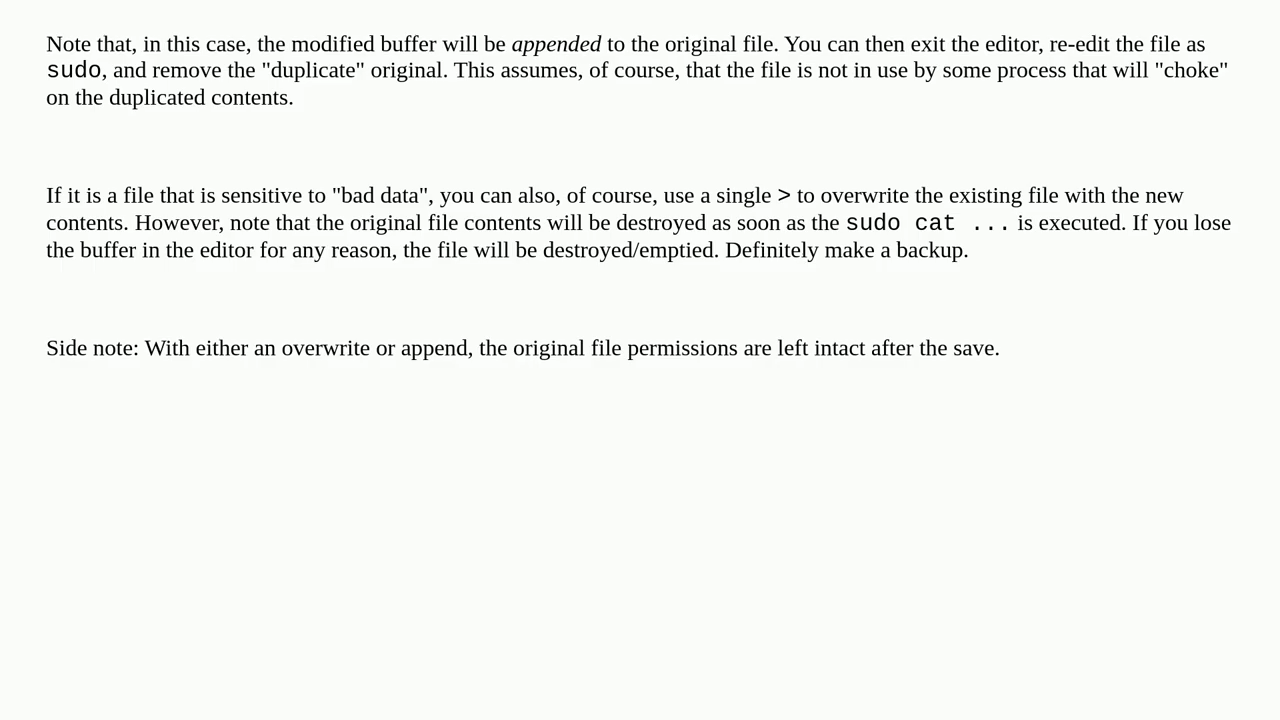 Note that, in this case, the modified buffer will be appended to the original file. You can then exit the editor, re-edit the file as
sudo, and remove the "duplicate" original. This assumes, of course, that the file is not in use by some process that will "choke"
on the duplicated contents.
If it is a file that is sensitive to "bad data", you can also, of course, use a single > to overwrite the existing file with the new
contents. However, note that the original file contents will be destroyed as soon as the sudo cat ... is executed. If you lose
the buffer in the editor for any reason, the file will be destroyed/emptied. Definitely make a backup.
Side note: With either an overwrite or append, the original file permissions are left intact after the save.